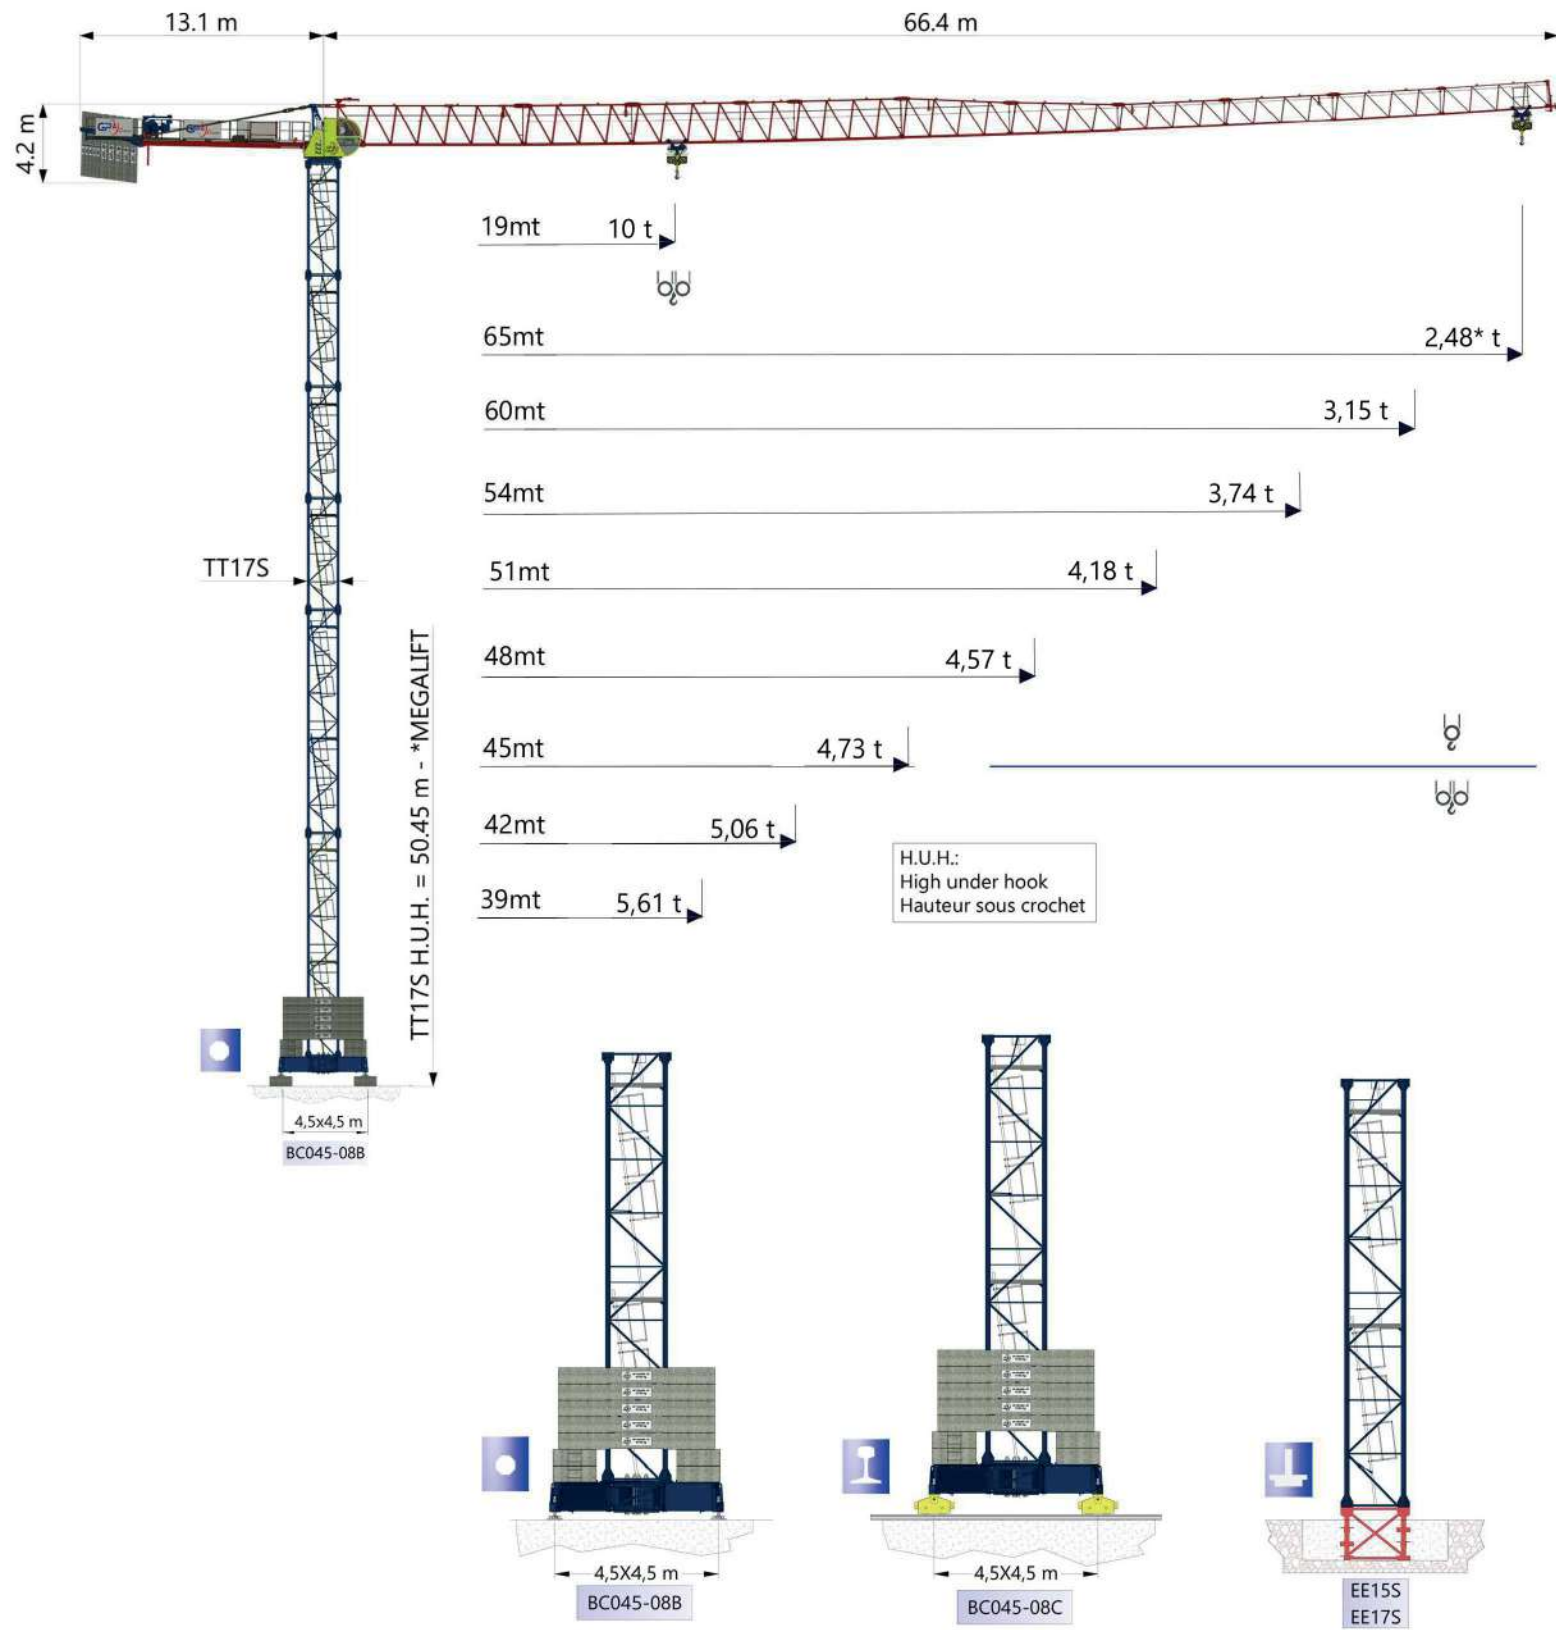 13.1 m
66.4 m
4.2 m
19mt 10 t
65mt 2,48* t
60mt 3,15 t
54mt 3,74 t
TT17S
51mt 4,18 t
48mt 4,57 t
45mt 4,73 t
42mt 5,06 t
39mt 5,61 t
TT17S H.U.H. = 50.45 m - *MEGALIFT
H.U.H.:
High under hook
Hauteur sous crochet
4,5x4,5 m
BC045-08B
4,5X4,5 m
BC045-08B
4,5X4,5 m
BC045-08C
EE15S
EE17S